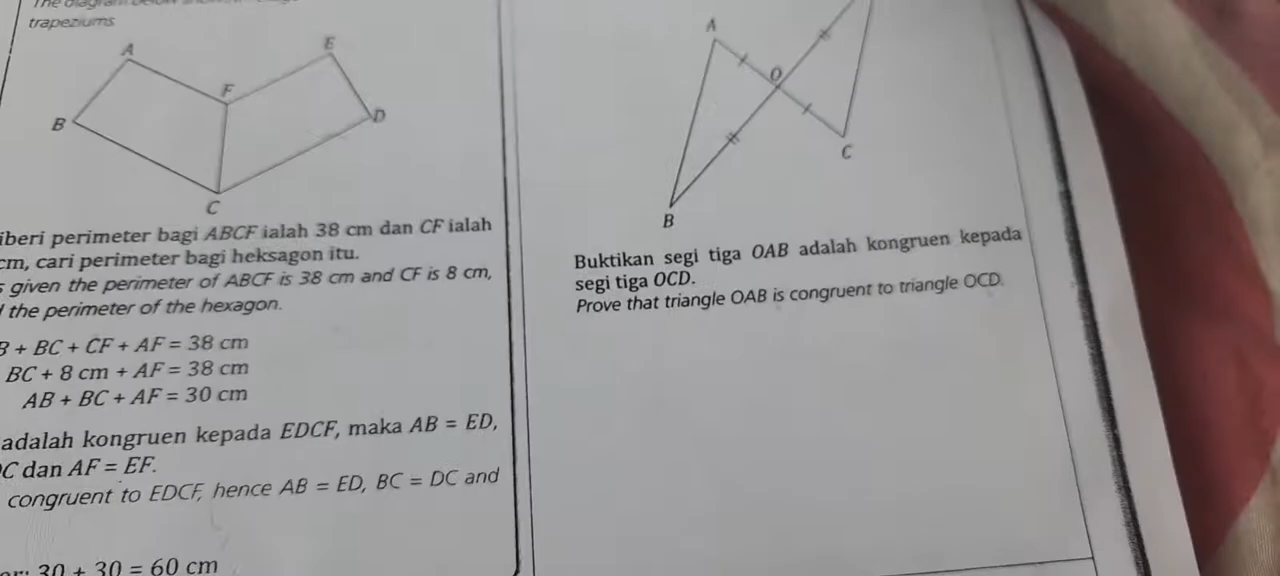 trapeziums
A
E
F
B
D
C
iberi perimeter bagi ABCF ialah 38 cm dan CF ialah
cm, cari perimeter bagi heksagon itu.
given the perimeter of ABCF is 38 cm and CF is 8 cm,
the perimeter of the hexagon.
B + BC + CF + AF = 38 cm
BC + 8 cm + AF = 38 cm
AB + BC + AF = 30 cm
adalah kongruen kepada EDCF, maka AB = ED,
C dan AF = EF.
congruent to EDCF, hence AB = ED, BC = DC and
30 + 30 = 60 cm
A
O
C
B
Buktikan segi tiga OAB adalah kongruen kepada
segi tiga OCD.
Prove that triangle OAB is congruent to triangle OCD.